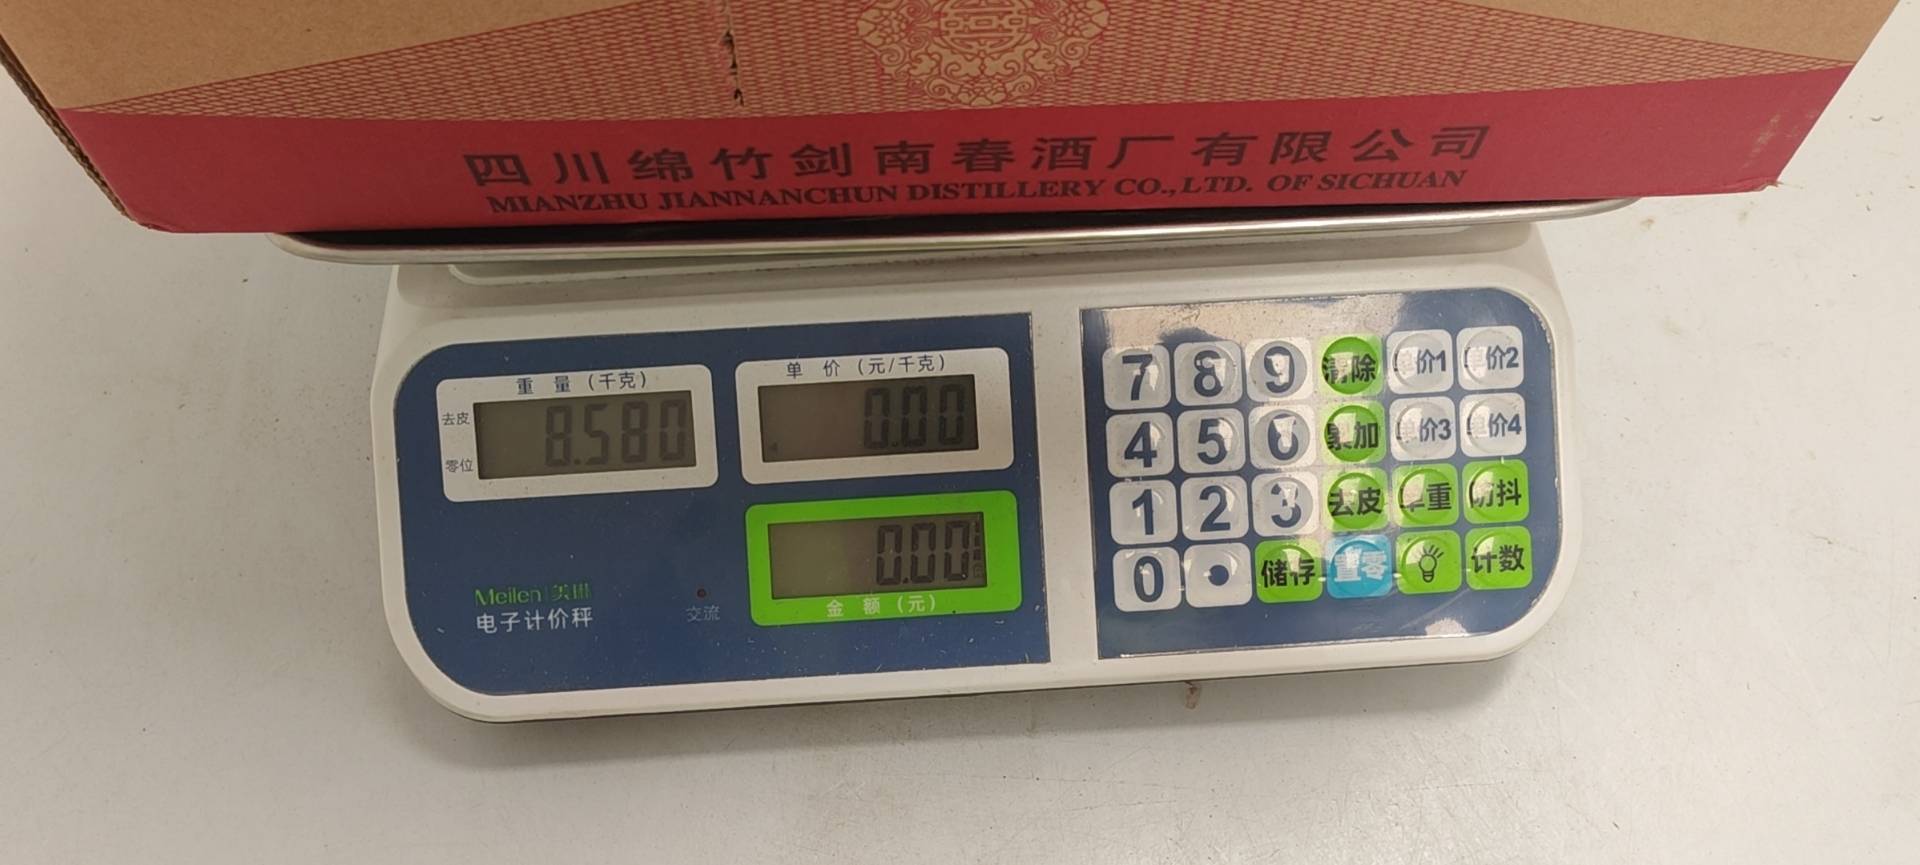 四川绵竹剑南春酒厂有限公司
MIANZHU JIANNANCHUN DISTILLERY CO.,LTD. OF SICHUAN
重量(千克)
去皮
零位
8.580
单价(元/千克)
0.00
0.00
金额(元)
Meilen 美琳
电子计价秤
交流
7 8 9 清除 单价1 单价2
4 5 6 累加 单价3 单价4
1 2 3 去皮 单重 防抖
0 • 储存 置零 计数